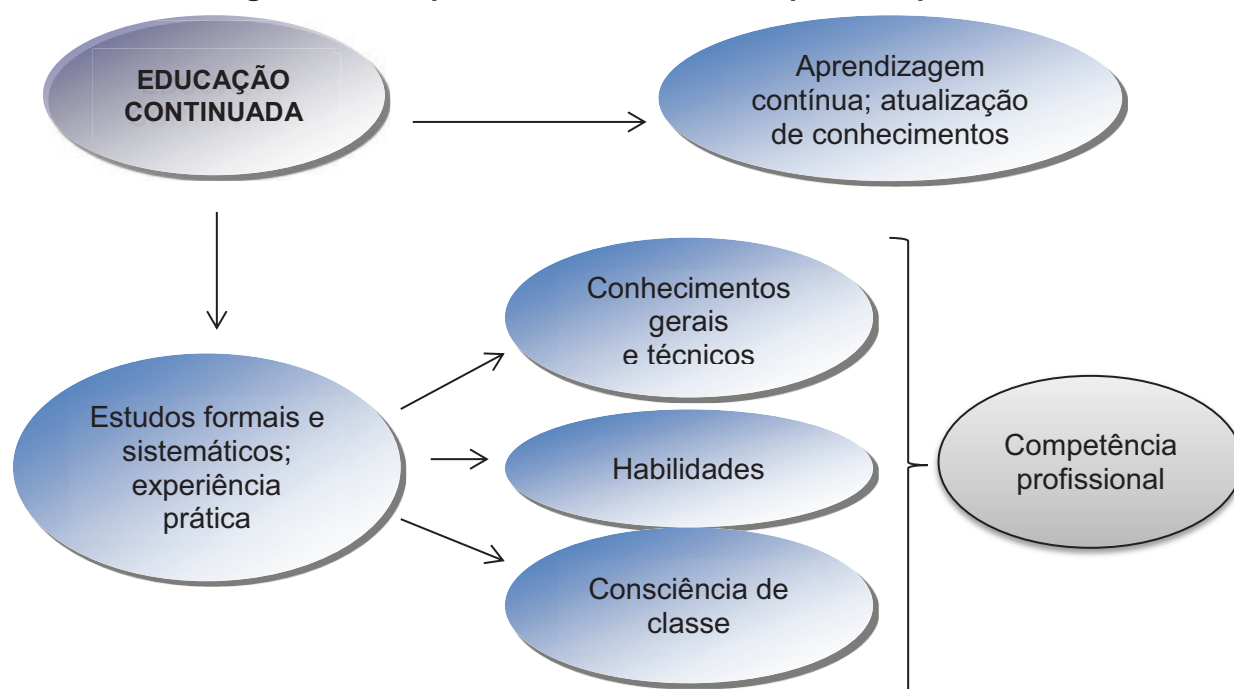 EDUCAÇÃO
CONTINUADA
Aprendizagem
contínua; atualização
de conhecimentos
Conhecimentos
gerais
e técnicos
Estudos formais e
sistemáticos;
experiência
prática
Habilidades
Consciência de
classe
Competência
profissional